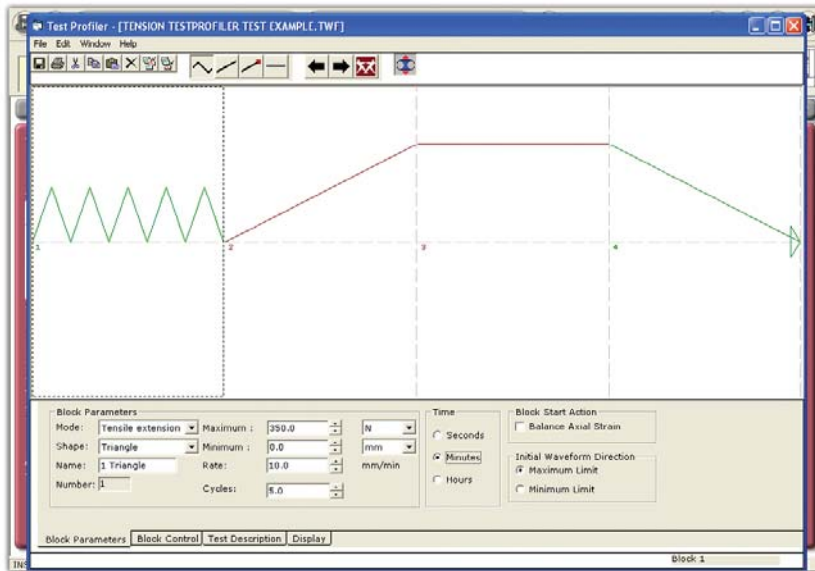 Test Profiler - [TENSION TESTPROFILER TEST EXAMPLE.TWF]
File Edit Window Help
1 2 3 4
Block Parameters
Mode: Tensile extension Maximum : 350.0 N
Shape: Triangle Minimum : 0.0 mm
Name: 1 Triangle Rate: 10.0 mm/min
Number: 1 Cycles: 5.0
Time
Seconds
Minutes
Hours
Block Start Action
Balance Axial Strain
Initial Waveform Direction
Maximum Limit
Minimum Limit
Block Parameters Block Control Test Description Display
Block 1
INS